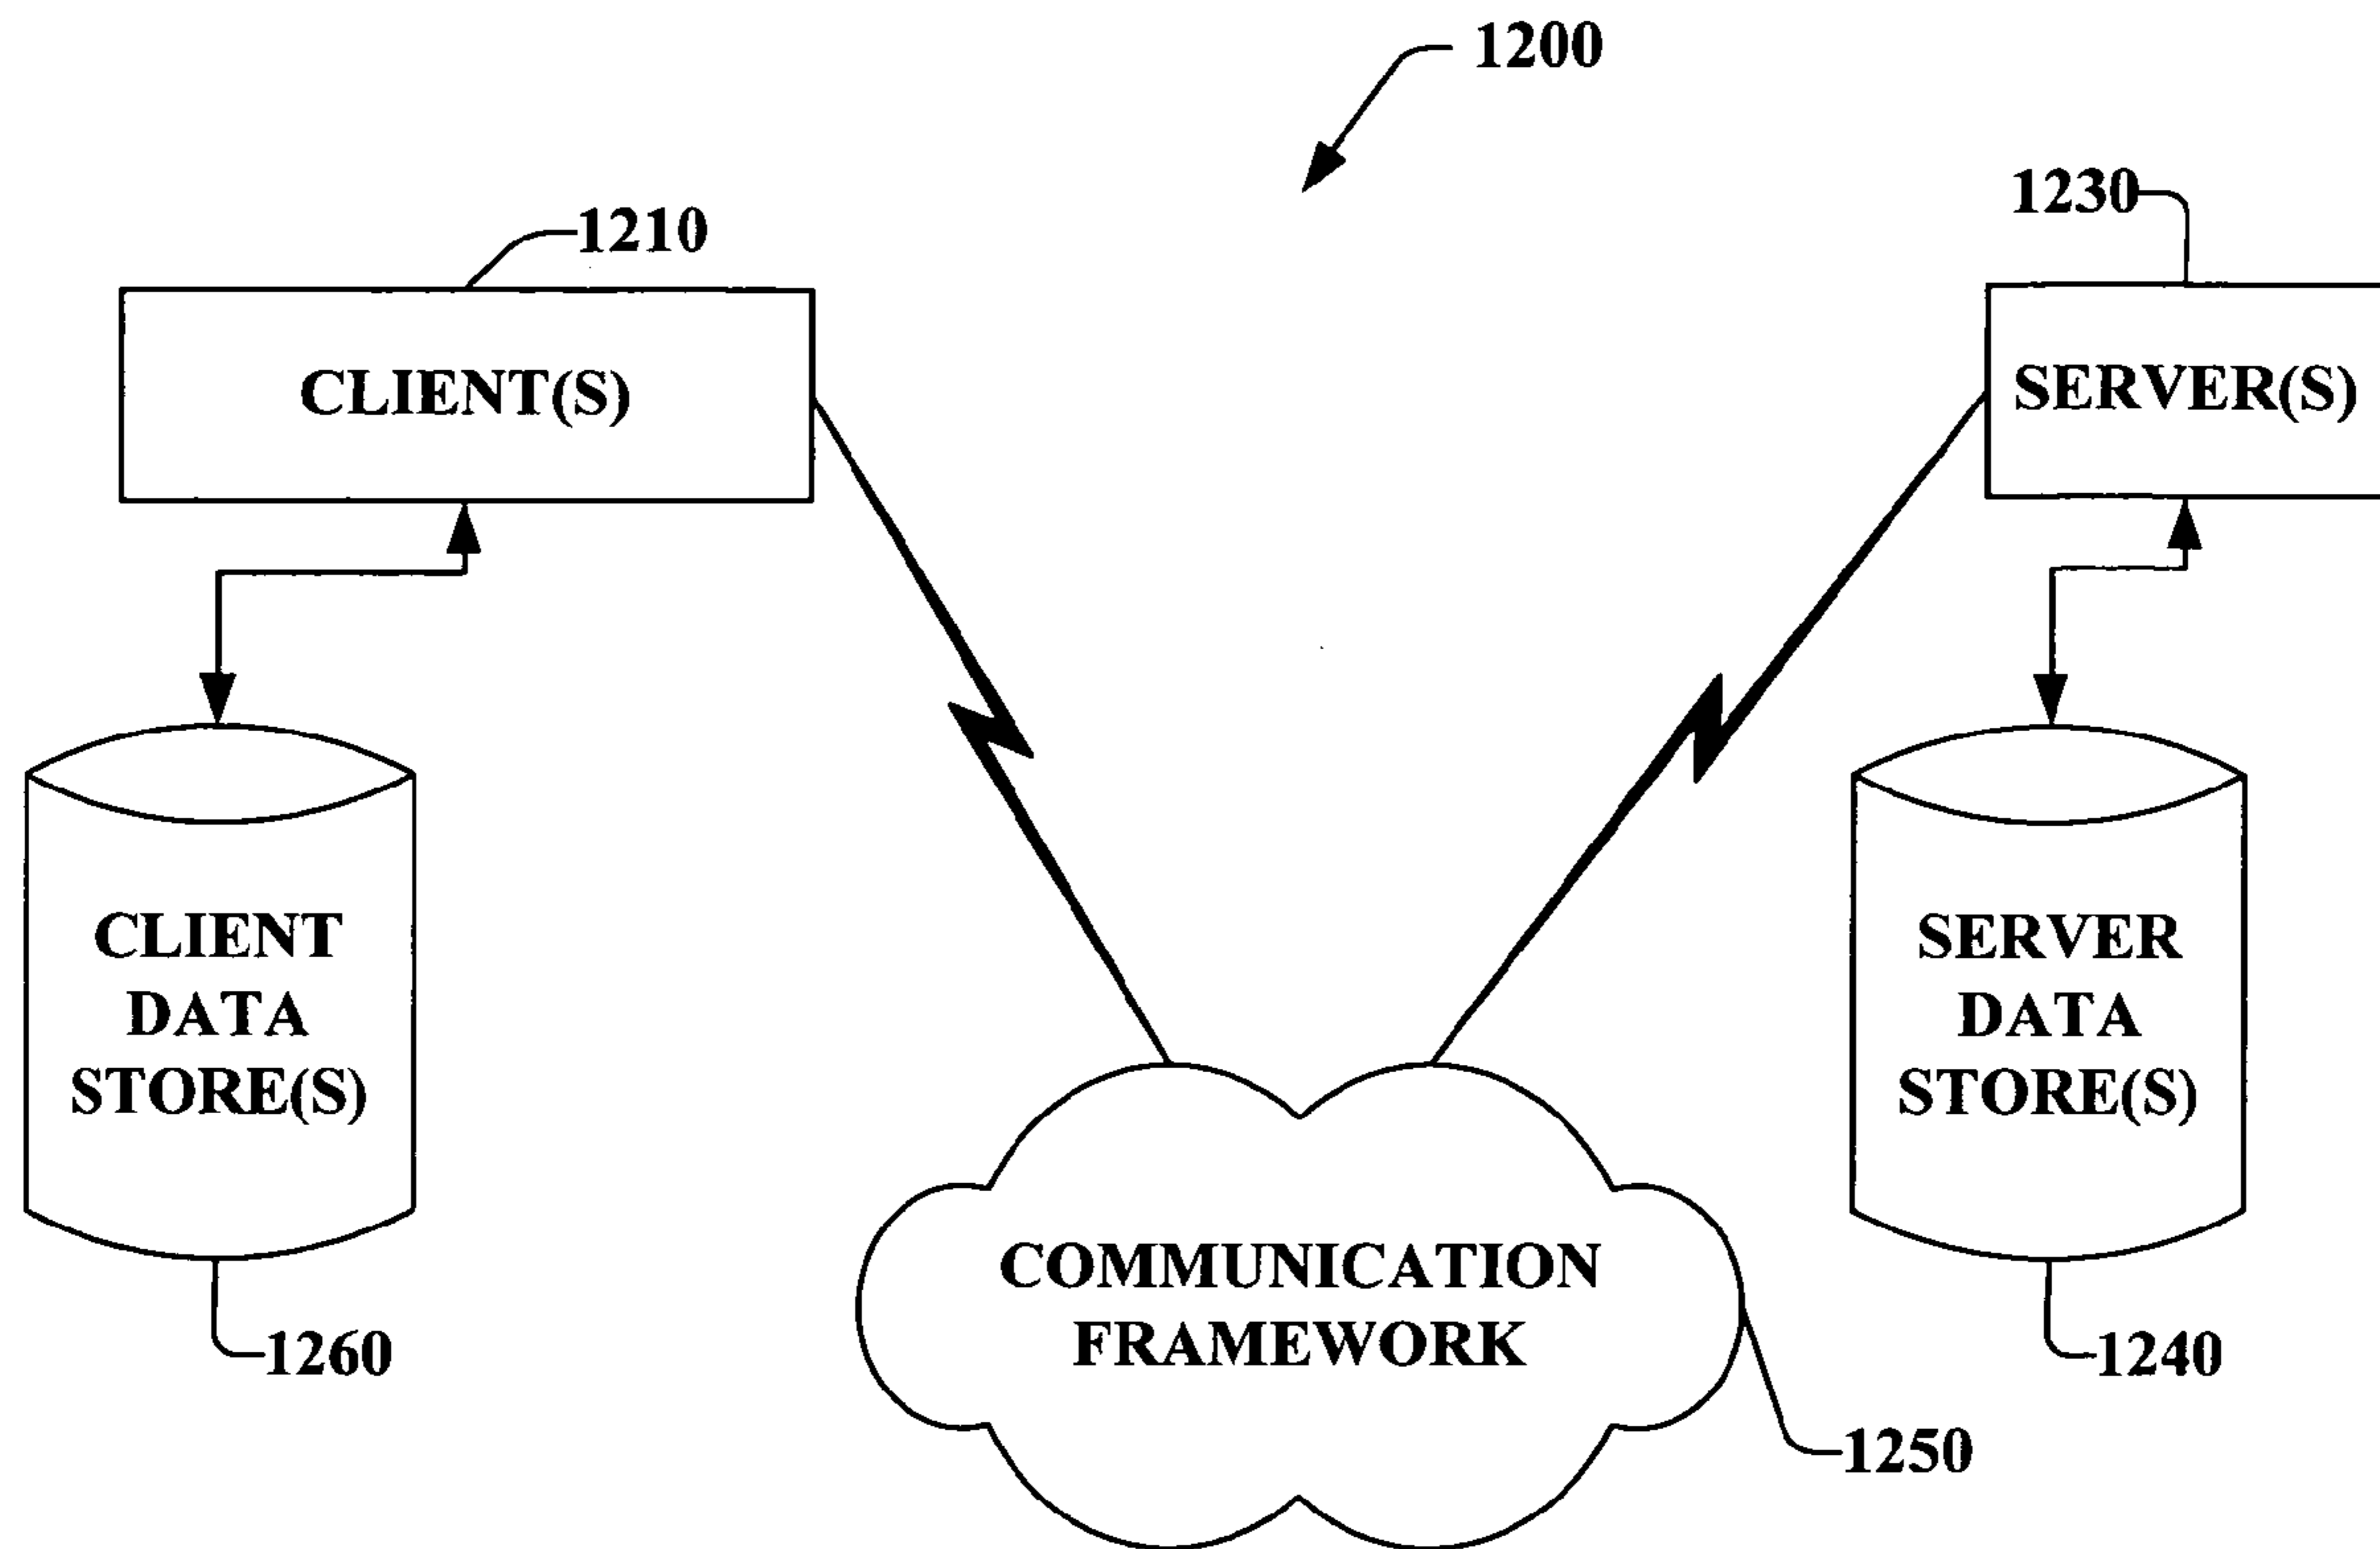 1200
1210
1230
CLIENT(S)
SERVER(S)
CLIENT
DATA
STORE(S)
SERVER
DATA
STORE(S)
COMMUNICATION
FRAMEWORK
1260
1240
1250